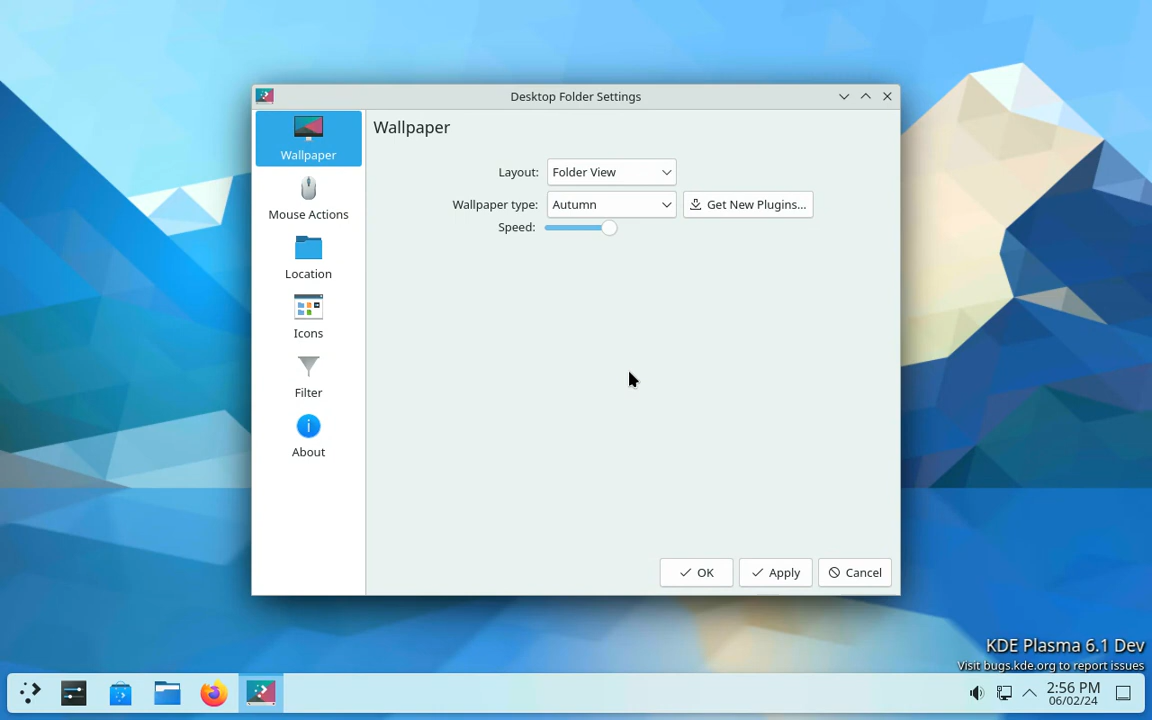 Desktop Folder Settings
Wallpaper
Wallpaper
Mouse Actions
Location
Icons
Filter
About
Layout: Folder View
Wallpaper type: Autumn Get New Plugins...
Speed:
OK Apply Cancel
KDE Plasma 6.1 Dev
Visit bugs.kde.org to report issues
2:56 PM
06/02/24